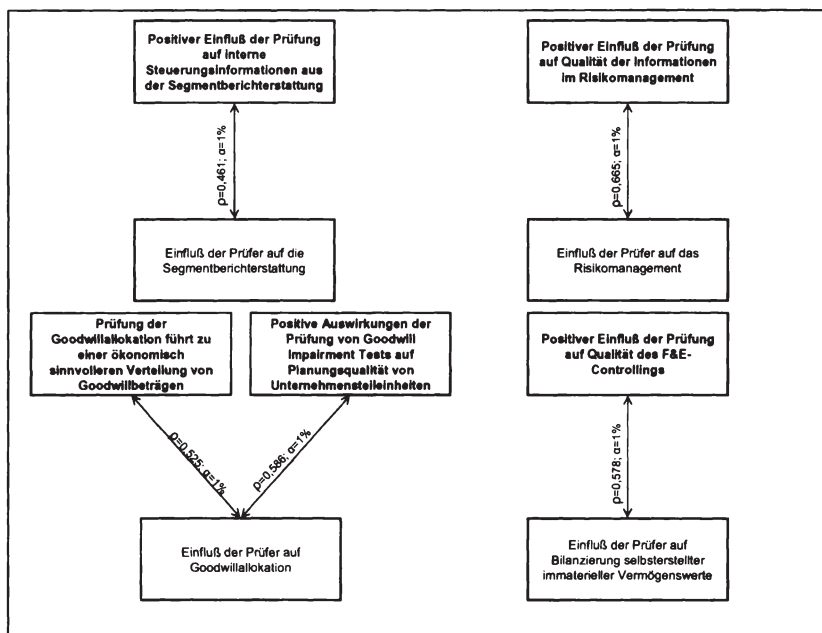 Positiver Einfluß der Prüfung
auf interne
Steuerungsinformationen aus
der Segmentberichterstattung
ρ=0,461; α=1%
Einfluß der Prüfer auf die
Segmentberichterstattung
Positiver Einfluß der Prüfung
auf Qualität der Informationen
im Risikomanagement
ρ=0,665; α=1%
Einfluß der Prüfer auf das
Risikomanagement
Prüfung der
Goodwillallokation führt zu
einer ökonomisch
sinnvolleren Verteilung von
Goodwillbeträgen
Positive Auswirkungen der
Prüfung von Goodwill
Impairment Tests auf
Planungsqualität von
Unternehmensteileinheiten
ρ=0,525; α=1%
ρ=0,586; α=1%
Einfluß der Prüfer auf
Goodwillallokation
Positiver Einfluß der Prüfung
auf Qualität des F&E-
Controllings
ρ=0,578; α=1%
Einfluß der Prüfer auf
Bilanzierung selbsterstellter
immaterieller Vermögenswerte